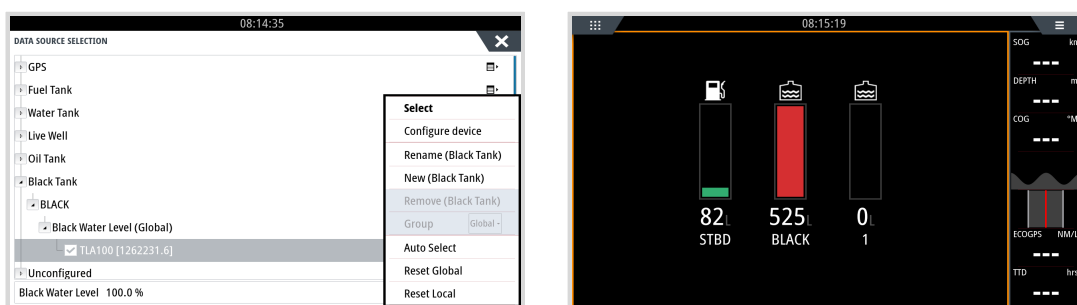 08:14:35
DATA SOURCE SELECTION
GPS
Fuel Tank
Water Tank
Live Well
Oil Tank
Black Tank
BLACK
Black Water Level (Global)
TLA100 [1262231.6]
Unconfigured
Black Water Level 100.0 %
Select
Configure device
Rename (Black Tank)
New (Black Tank)
Remove (Black Tank)
Group Global -
Auto Select
Reset Global
Reset Local
08:15:19
82L 525L 0L
STBD BLACK 1
SOG kn
---
DEPTH m
---
COG °M
---
ECOGPS NM/L
---
TTD hrs
---